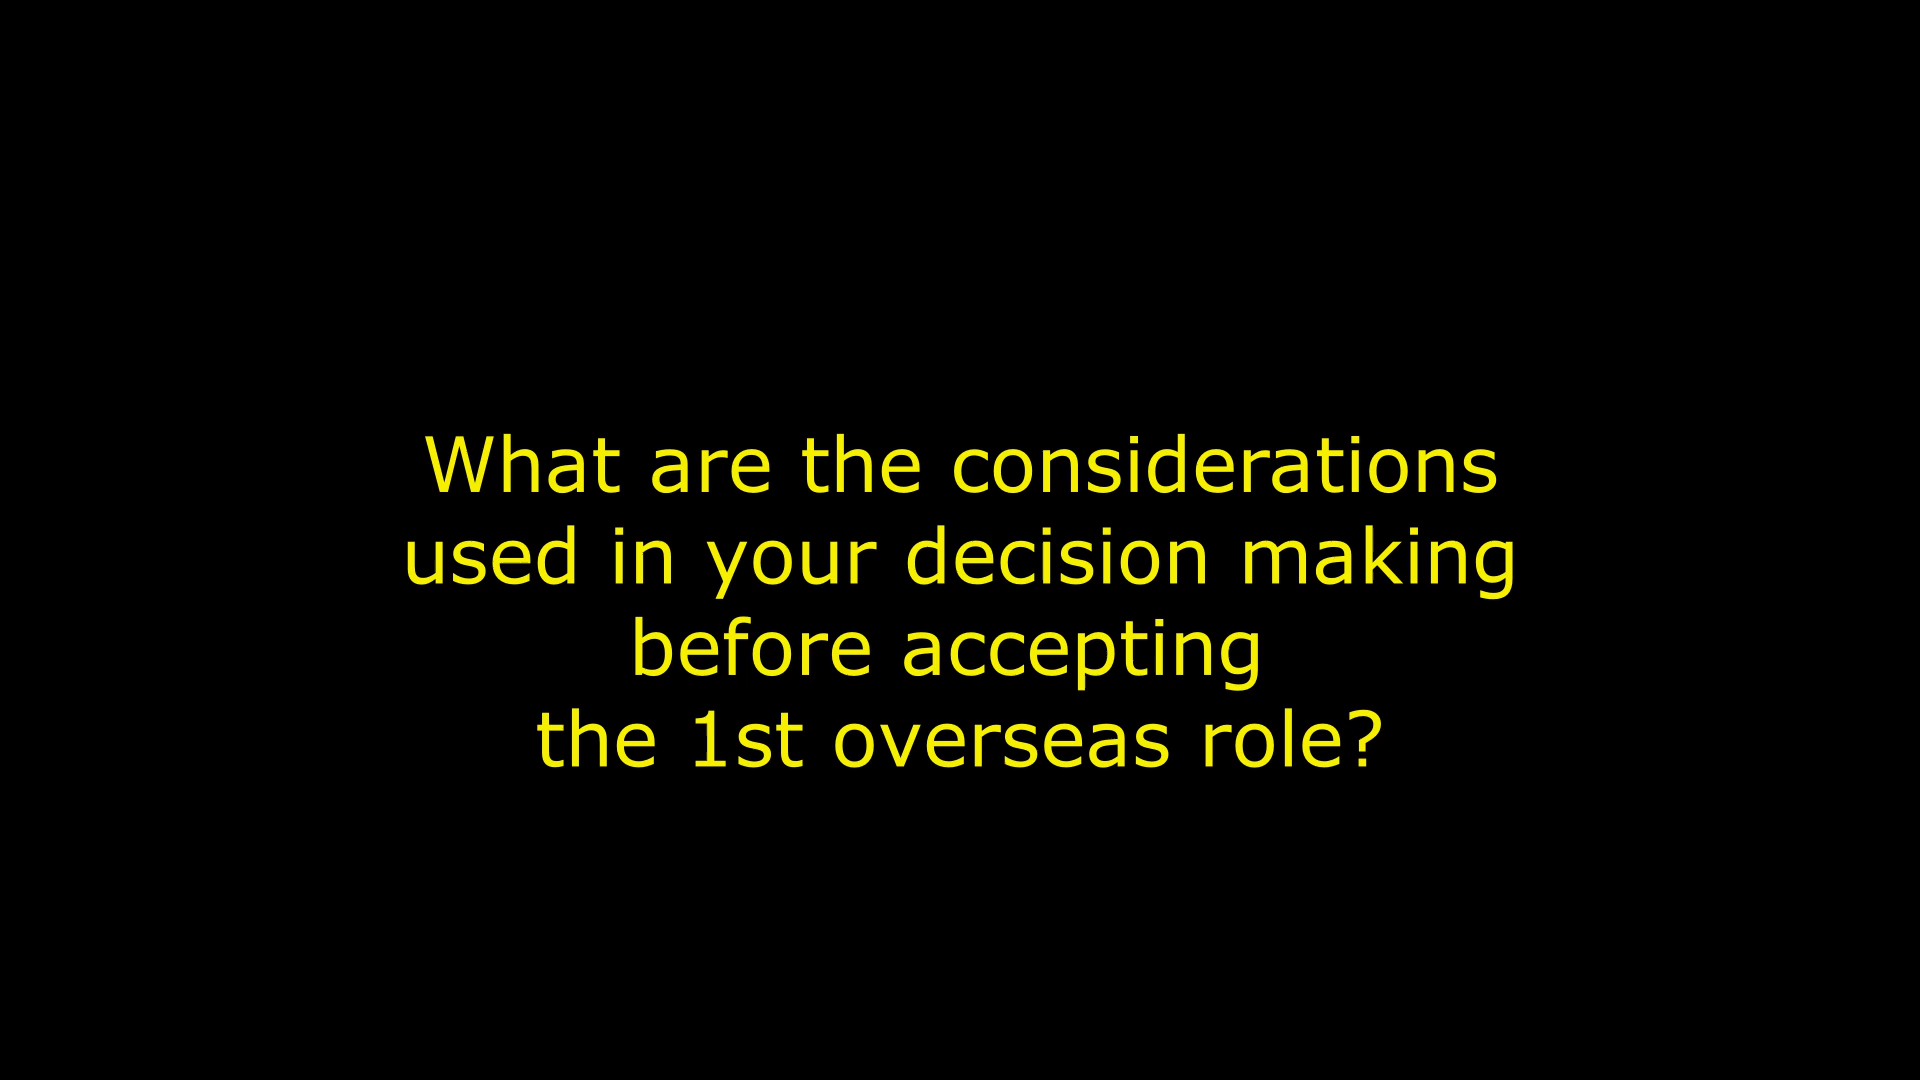 What are the considerations
used in your decision making
before accepting
the 1st overseas role?